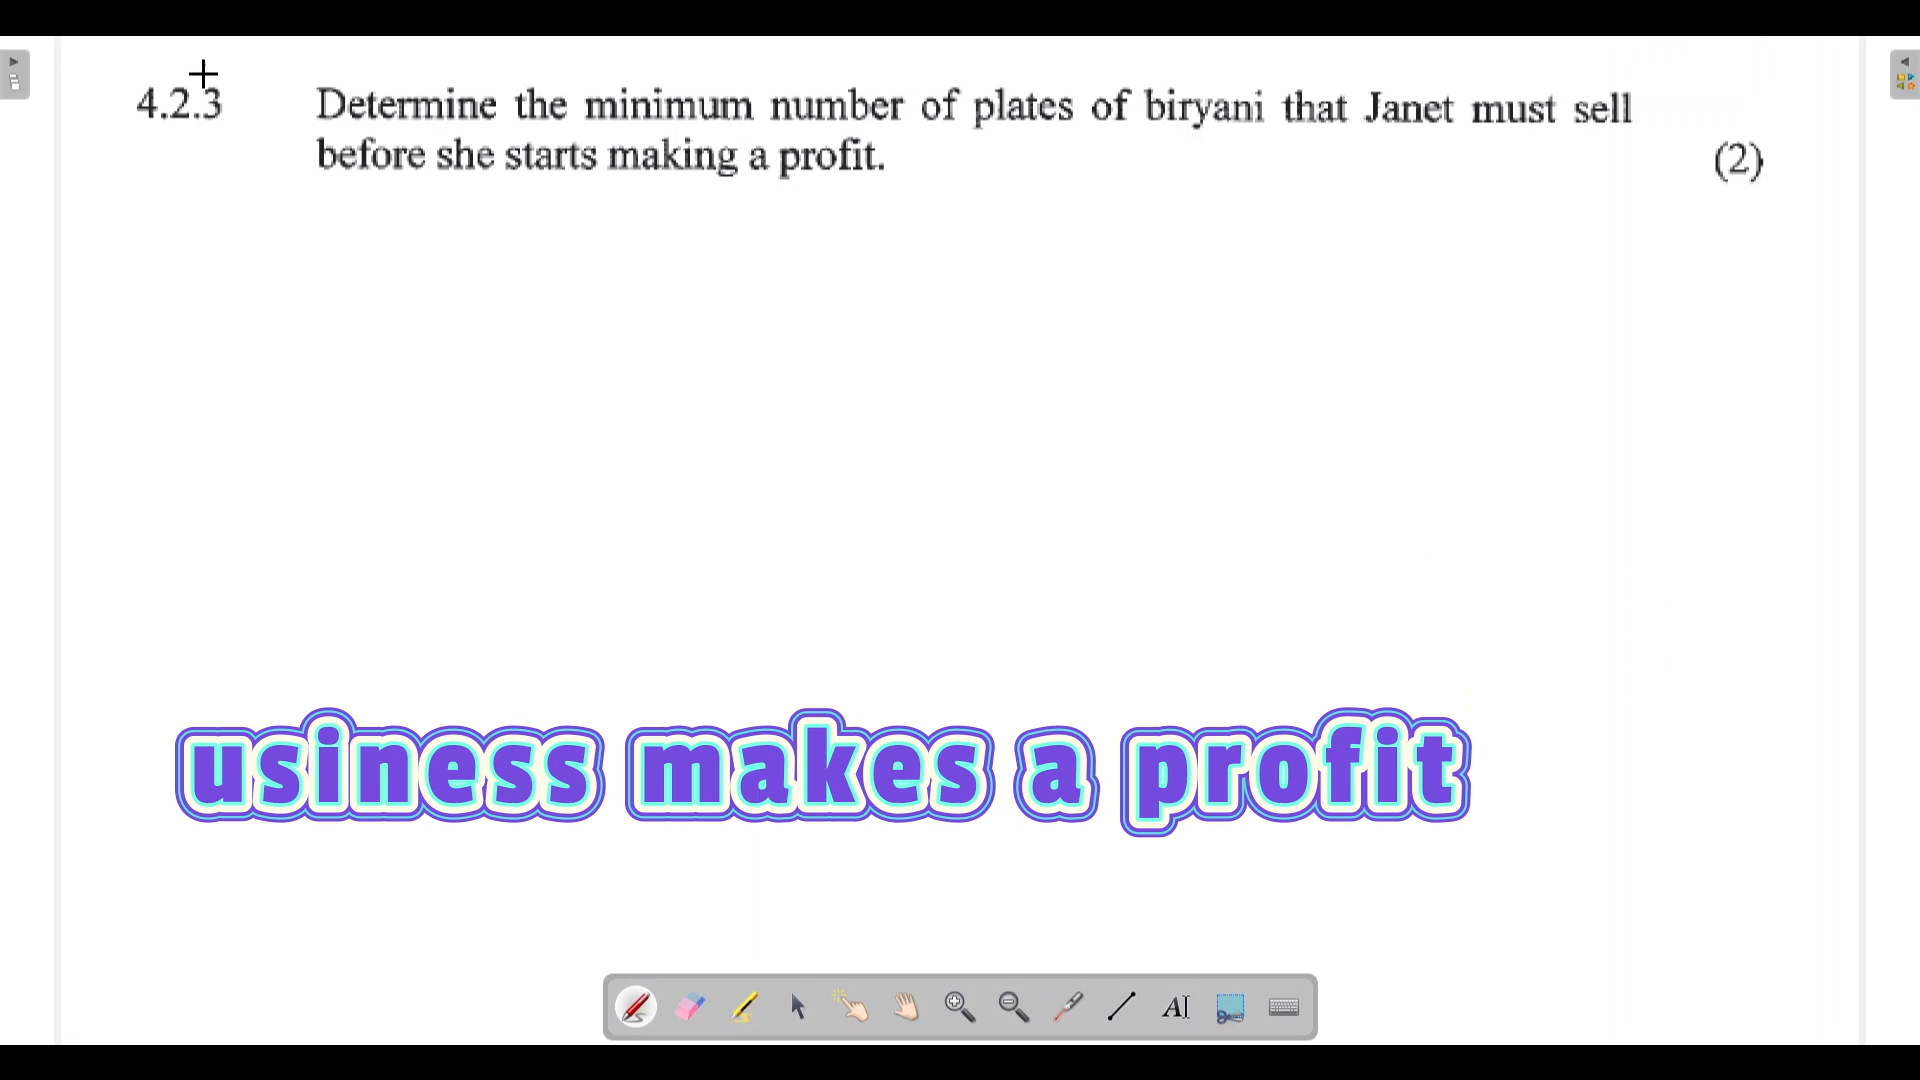 4.2.3 Determine the minimum number of plates of biryani that Janet must sell
before she starts making a profit. (2)
usiness makes a profit